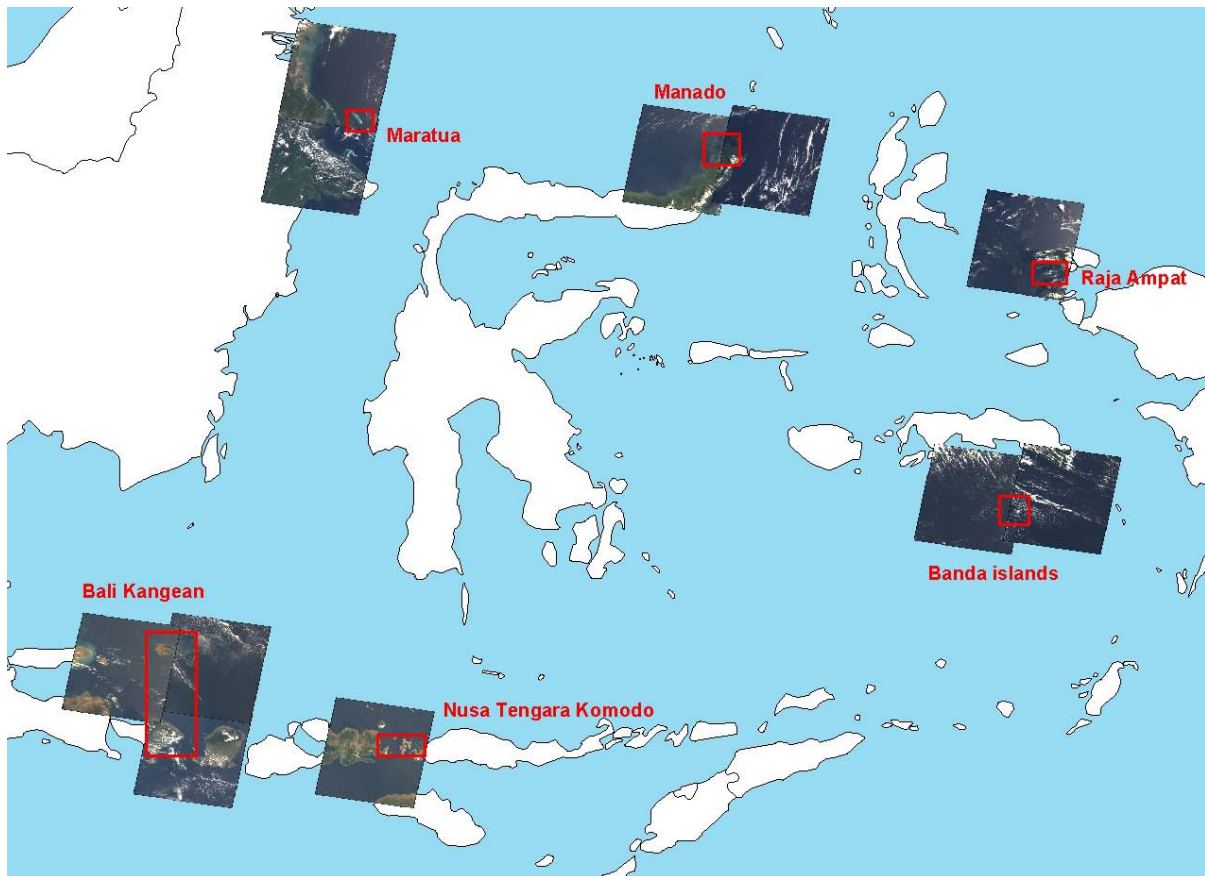 Manado
Maratua
Raja Ampat
Banda islands
Bali Kangean
Nusa Tengara Komodo